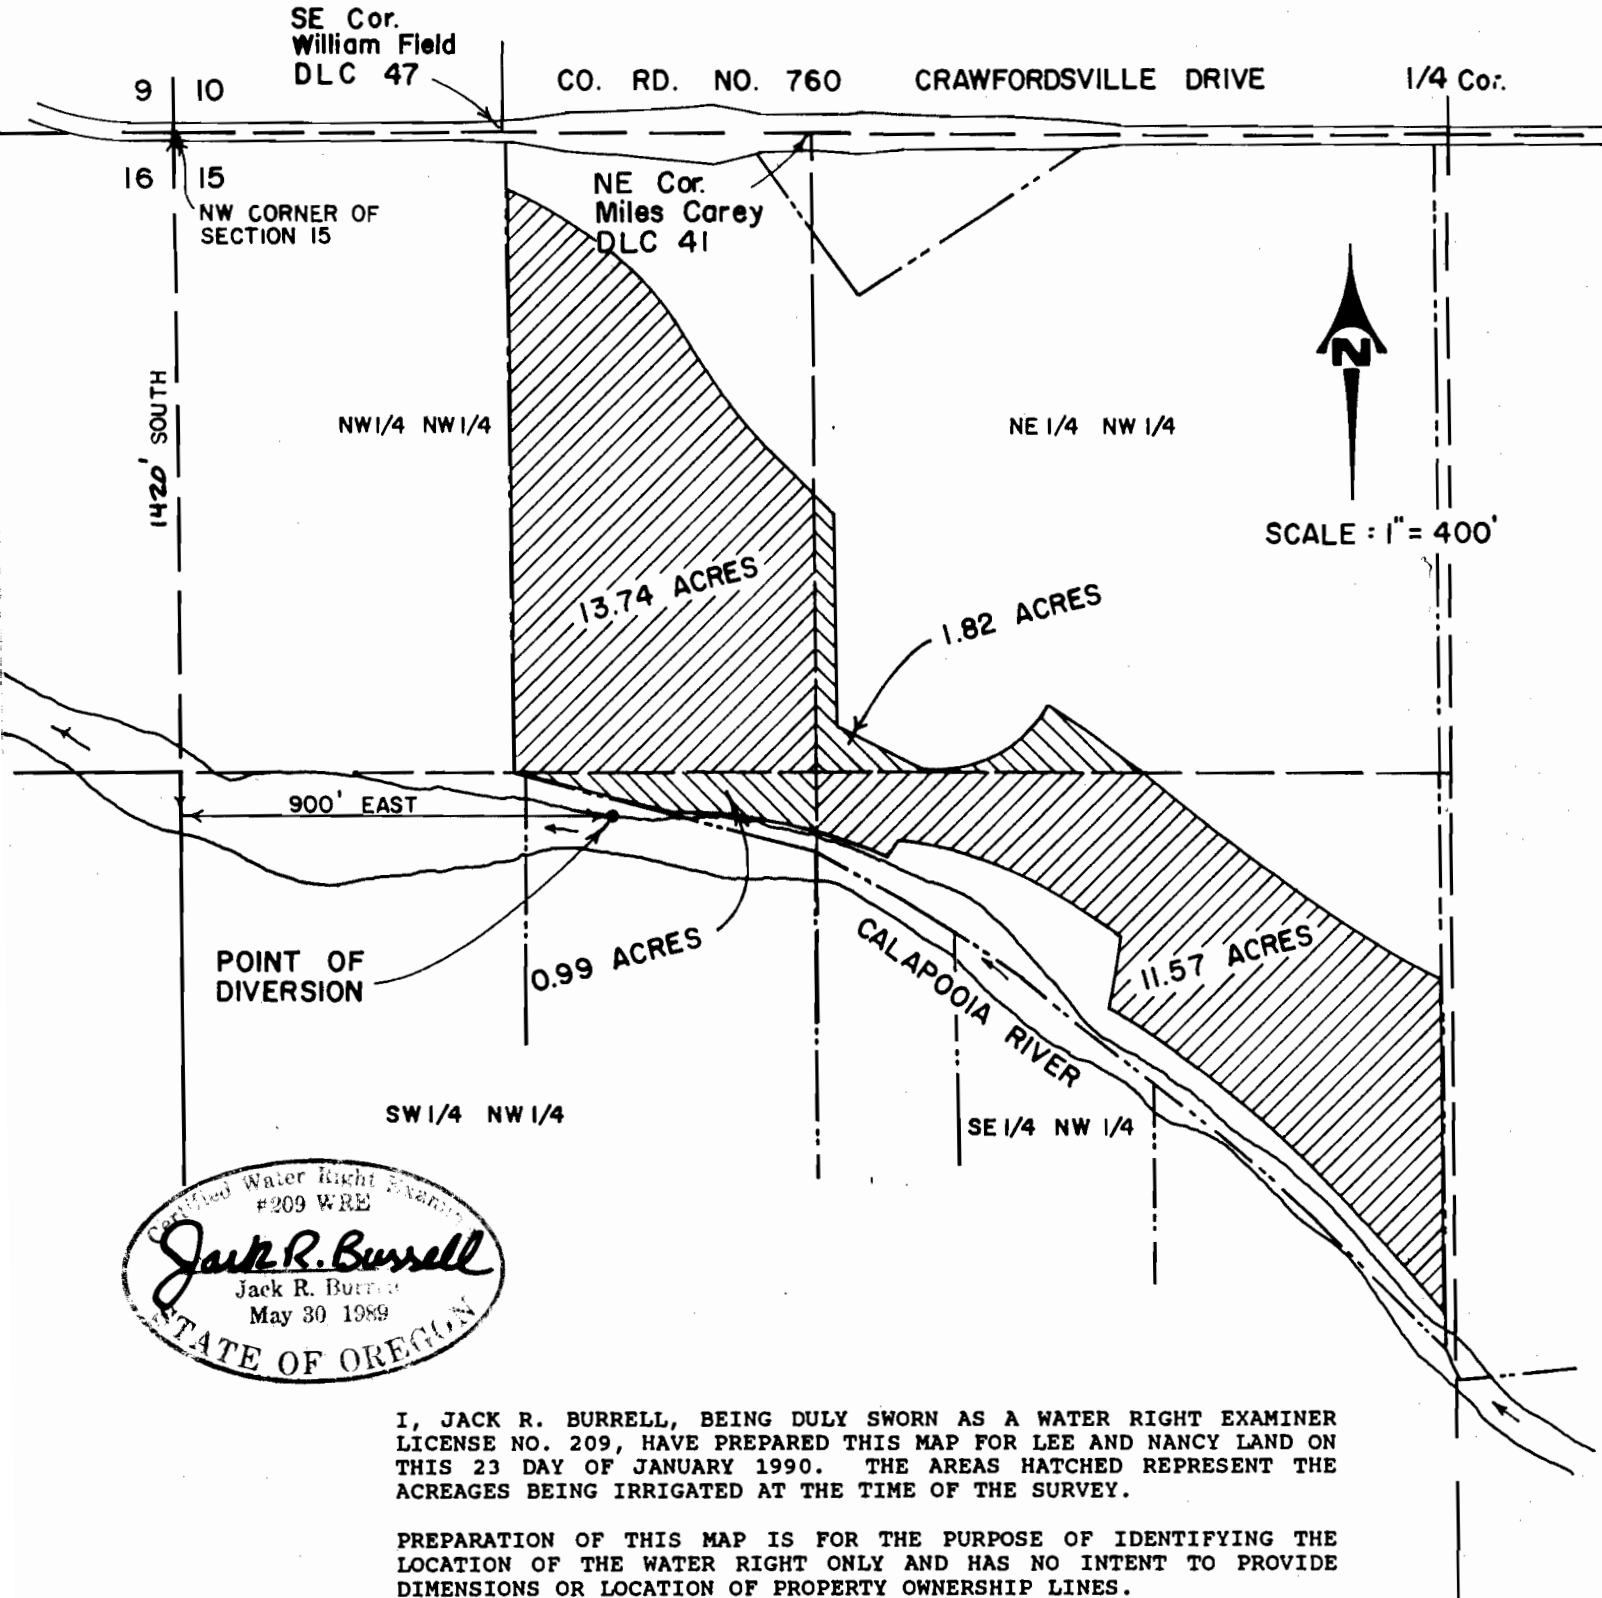 SE Cor.
William Field
DLC 47
9 10
CO. RD. NO. 760 CRAWFORDSVILLE DRIVE
1/4 Cor.
16 15
NW CORNER OF
SECTION 15
NE Cor.
Miles Carey
DLC 41
1420' SOUTH
NW1/4 NW1/4
NE 1/4 NW 1/4
N
SCALE : 1" = 400'
13.74 ACRES
1.82 ACRES
900' EAST
POINT OF
DIVERSION
0.99 ACRES
11.57 ACRES
CALAPOOIA RIVER
SW 1/4 NW 1/4
SE 1/4 NW 1/4
Certified Water Right
#209 WRE
Jack R. Burrell
Jack R.
May 30 1989
STATE OF OREGON
I, JACK R. BURRELL, BEING DULY SWORN AS A WATER RIGHT EXAMINER
LICENSE NO. 209, HAVE PREPARED THIS MAP FOR LEE AND NANCY LAND ON
THIS 23 DAY OF JANUARY 1990. THE AREAS HATCHED REPRESENT THE
ACREAGES BEING IRRIGATED AT THE TIME OF THE SURVEY.
PREPARATION OF THIS MAP IS FOR THE PURPOSE OF IDENTIFYING THE
LOCATION OF THE WATER RIGHT ONLY AND HAS NO INTENT TO PROVIDE
DIMENSIONS OR LOCATION OF PROPERTY OWNERSHIP LINES.